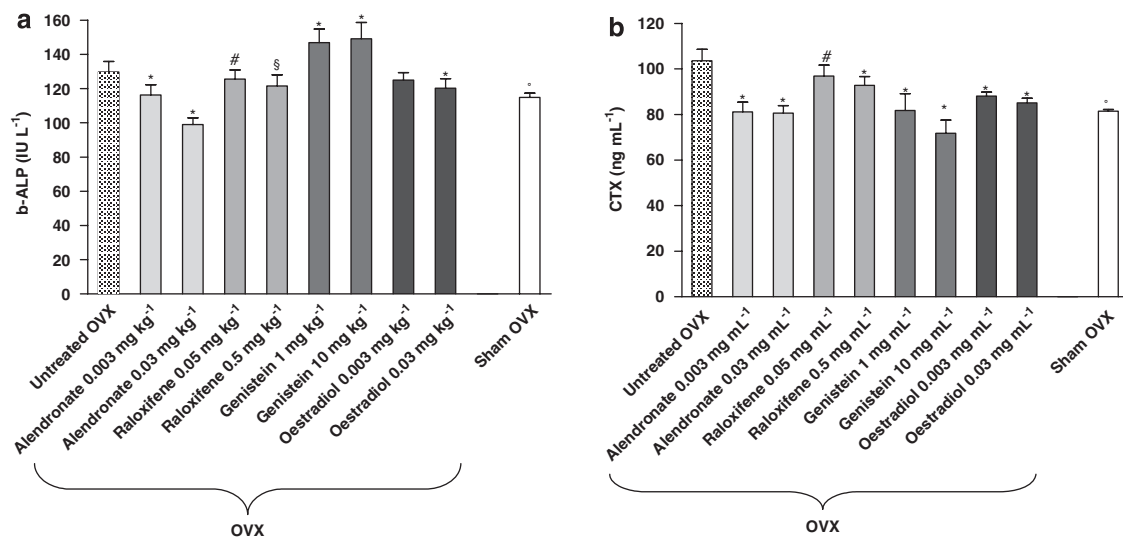 a
b-ALP (IU L⁻¹)
160
140
120
100
80
60
40
20
0
*
*
#
§
*
*
*
°
Untreated OVX
Alendronate 0.003 mg kg⁻¹
Alendronate 0.03 mg kg⁻¹
Raloxifene 0.05 mg kg⁻¹
Raloxifene 0.5 mg kg⁻¹
Genistein 1 mg kg⁻¹
Genistein 10 mg kg⁻¹
Oestradiol 0.003 mg kg⁻¹
Oestradiol 0.03 mg kg⁻¹
Sham OVX
OVX
b
CTX (ng mL⁻¹)
120
100
80
60
40
20
0
*
*
#
*
*
*
*
*
°
Untreated OVX
Alendronate 0.003 mg mL⁻¹
Alendronate 0.03 mg mL⁻¹
Raloxifene 0.05 mg mL⁻¹
Raloxifene 0.5 mg mL⁻¹
Genistein 1 mg mL⁻¹
Genistein 10 mg mL⁻¹
Oestradiol 0.003 mg mL⁻¹
Oestradiol 0.03 mg mL⁻¹
Sham OVX
OVX